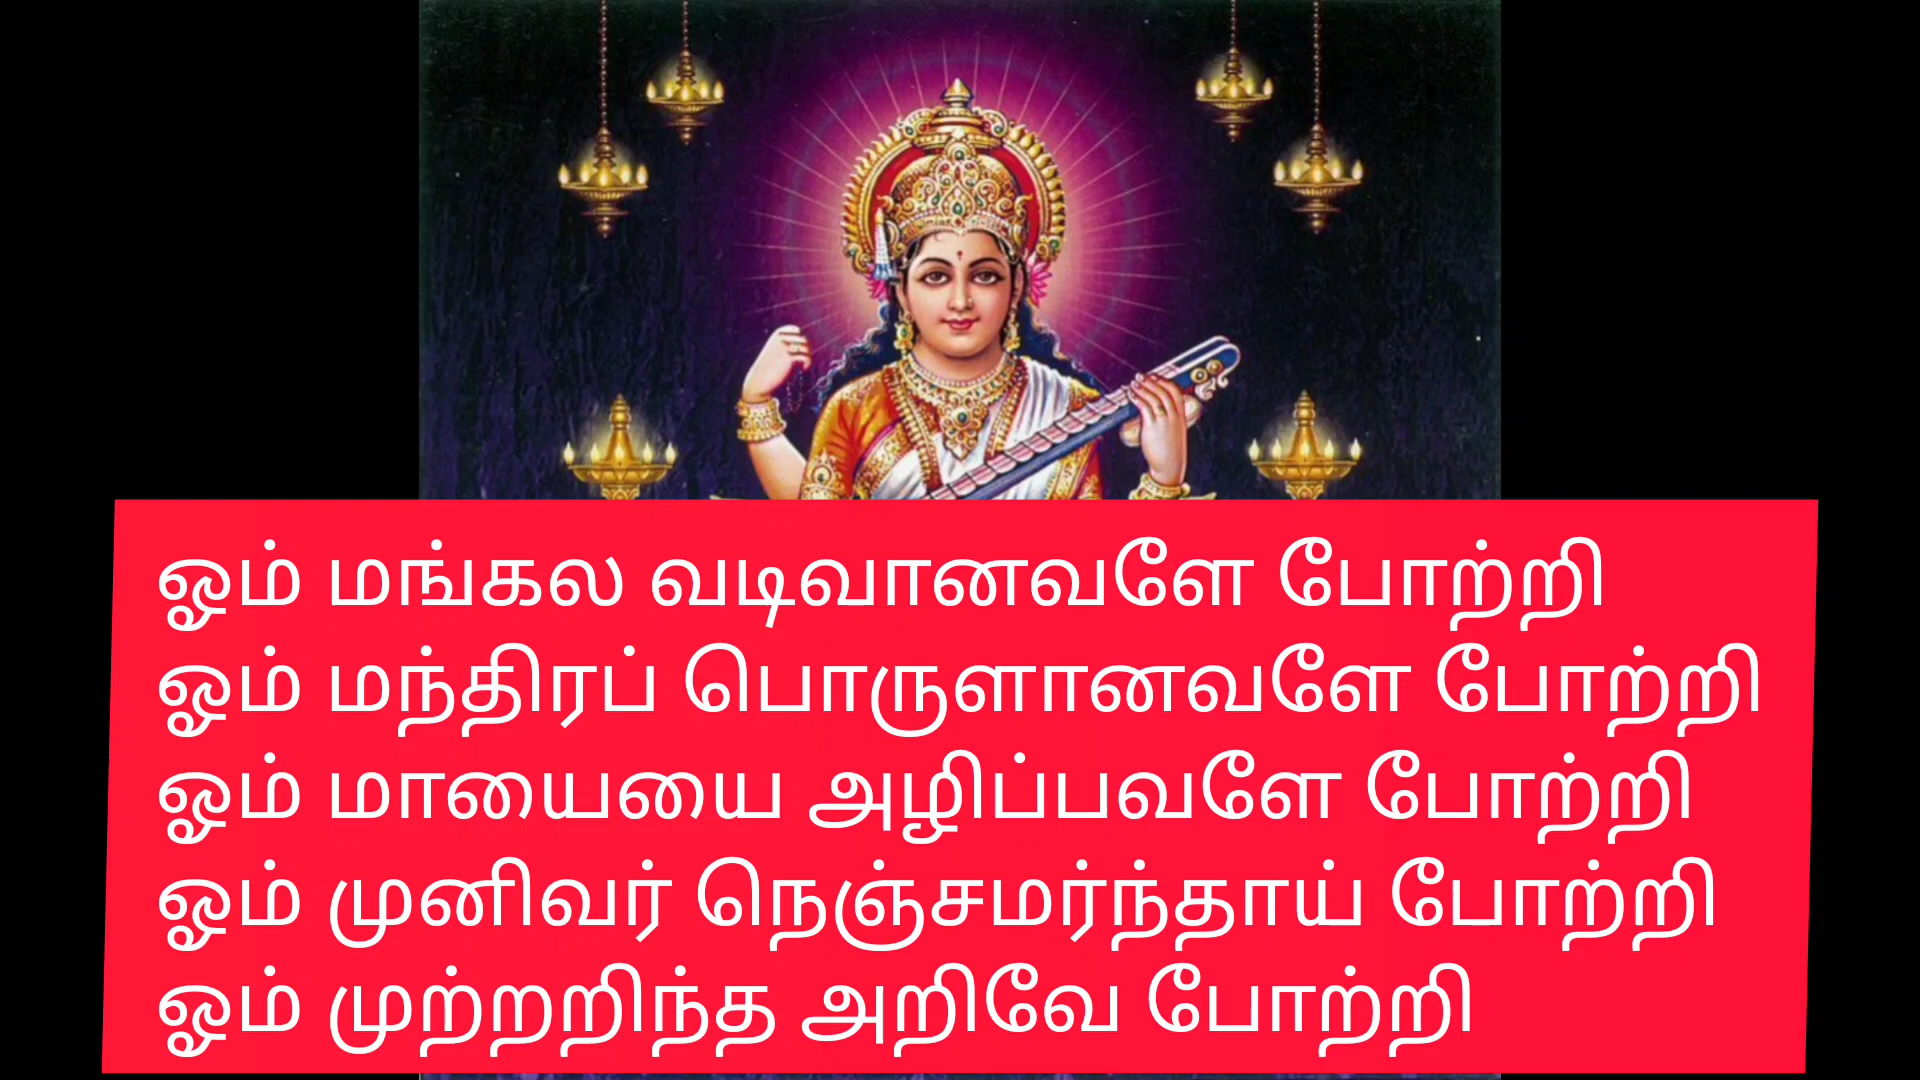 ஓம் மங்கல வடிவானவளே போற்றி
ஓம் மந்திரப் பொருளானவளே போற்றி
ஓம் மாயையை அழிப்பவளே போற்றி
ஓம் முனிவர் நெஞ்சமர்ந்தாய் போற்றி
ஓம் முற்றறிந்த அறிவே போற்றி